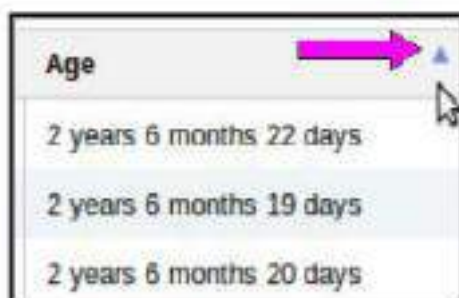 Age
2 years 6 months 22 days
2 years 6 months 19 days
2 years 6 months 20 days